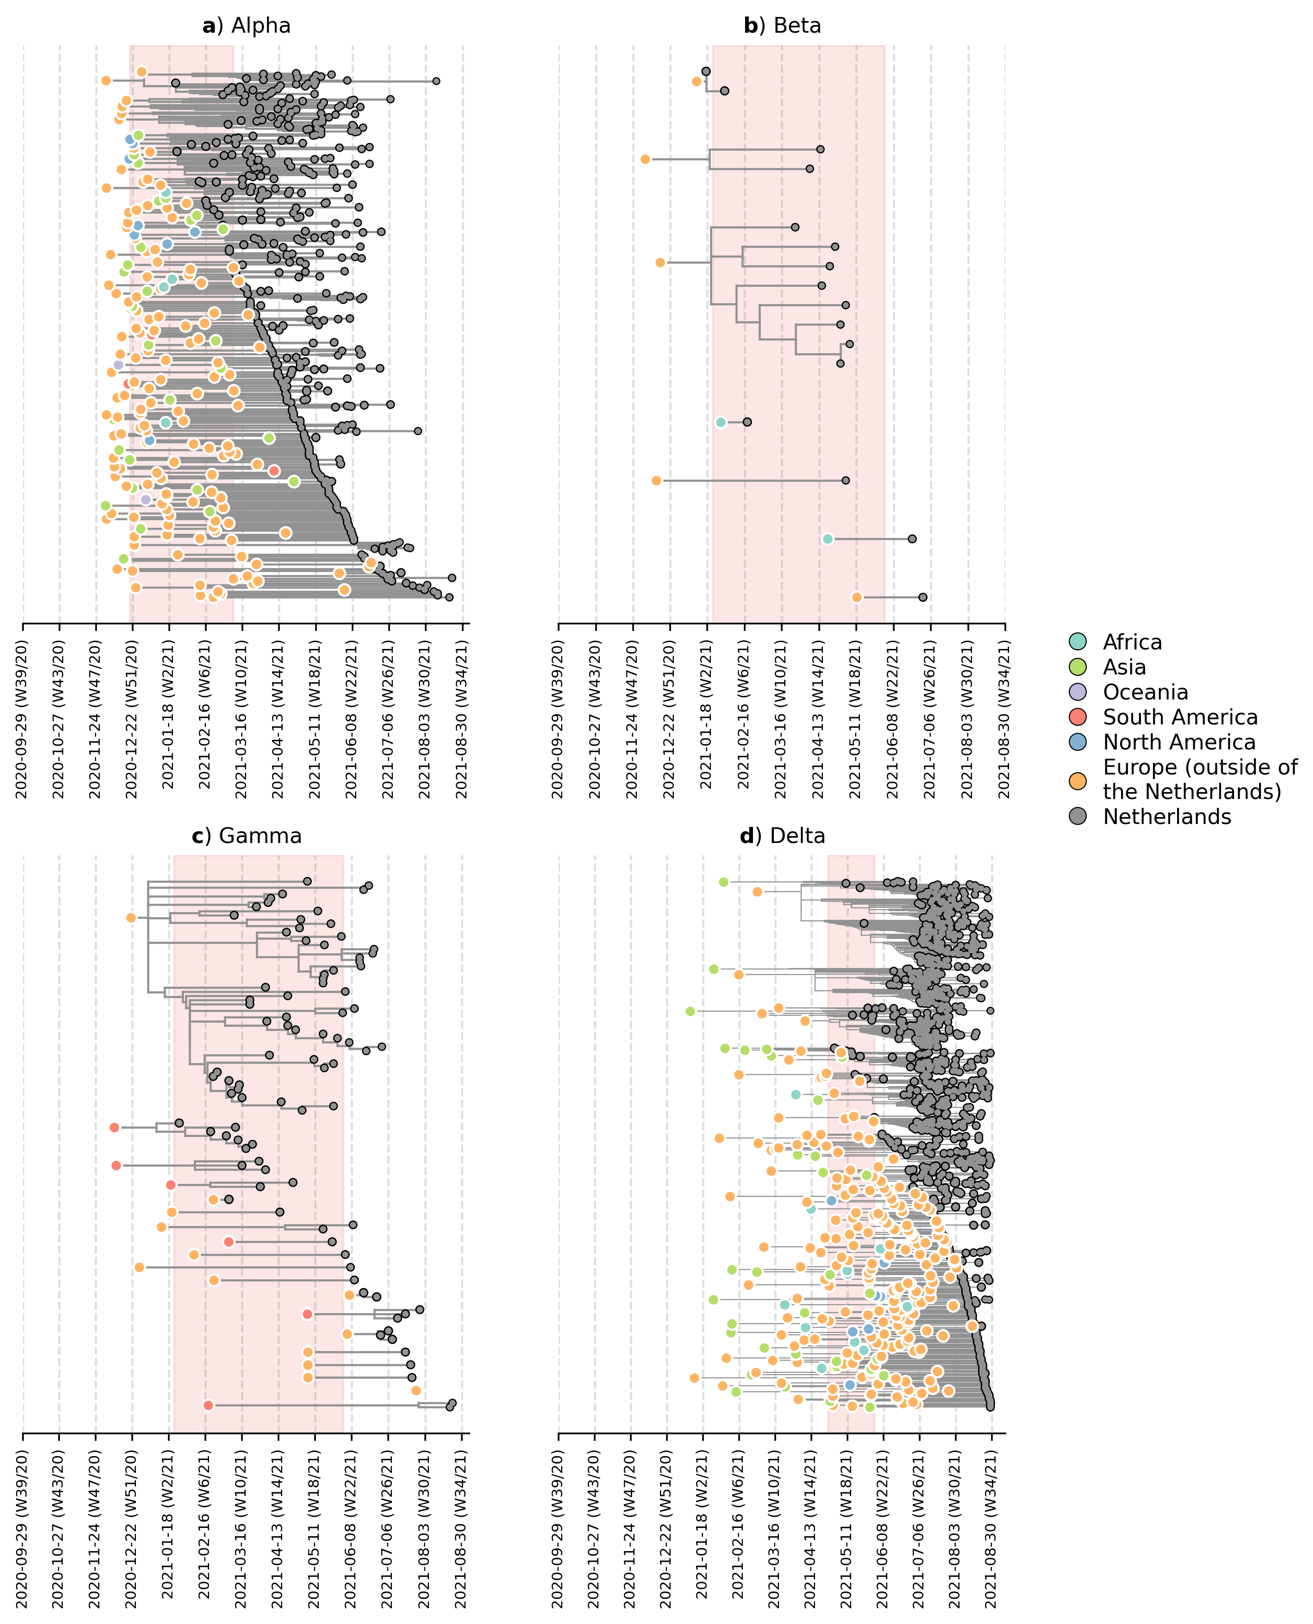 a) Alpha
b) Beta
2020-09-29 (W39/20)
2020-10-27 (W43/20)
2020-11-24 (W47/20)
2020-12-22 (W51/20)
2021-01-18 (W2/21)
2021-02-16 (W6/21)
2021-03-16 (W10/21)
2021-04-13 (W14/21)
2021-05-11 (W18/21)
2021-06-08 (W22/21)
2021-07-06 (W26/21)
2021-08-03 (W30/21)
2021-08-30 (W34/21)
2020-09-29 (W39/20)
2020-10-27 (W43/20)
2020-11-24 (W47/20)
2020-12-22 (W51/20)
2021-01-18 (W2/21)
2021-02-16 (W6/21)
2021-03-16 (W10/21)
2021-04-13 (W14/21)
2021-05-11 (W18/21)
2021-06-08 (W22/21)
2021-07-06 (W26/21)
2021-08-03 (W30/21)
2021-08-30 (W34/21)
Africa
Asia
Oceania
South America
North America
Europe (outside of
the Netherlands)
Netherlands
c) Gamma
d) Delta
2020-09-29 (W39/20)
2020-10-27 (W43/20)
2020-11-24 (W47/20)
2020-12-22 (W51/20)
2021-01-18 (W2/21)
2021-02-16 (W6/21)
2021-03-16 (W10/21)
2021-04-13 (W14/21)
2021-05-11 (W18/21)
2021-06-08 (W22/21)
2021-07-06 (W26/21)
2021-08-03 (W30/21)
2021-08-30 (W34/21)
2020-09-29 (W39/20)
2020-10-27 (W43/20)
2020-11-24 (W47/20)
2020-12-22 (W51/20)
2021-01-18 (W2/21)
2021-02-16 (W6/21)
2021-03-16 (W10/21)
2021-04-13 (W14/21)
2021-05-11 (W18/21)
2021-06-08 (W22/21)
2021-07-06 (W26/21)
2021-08-03 (W30/21)
2021-08-30 (W34/21)